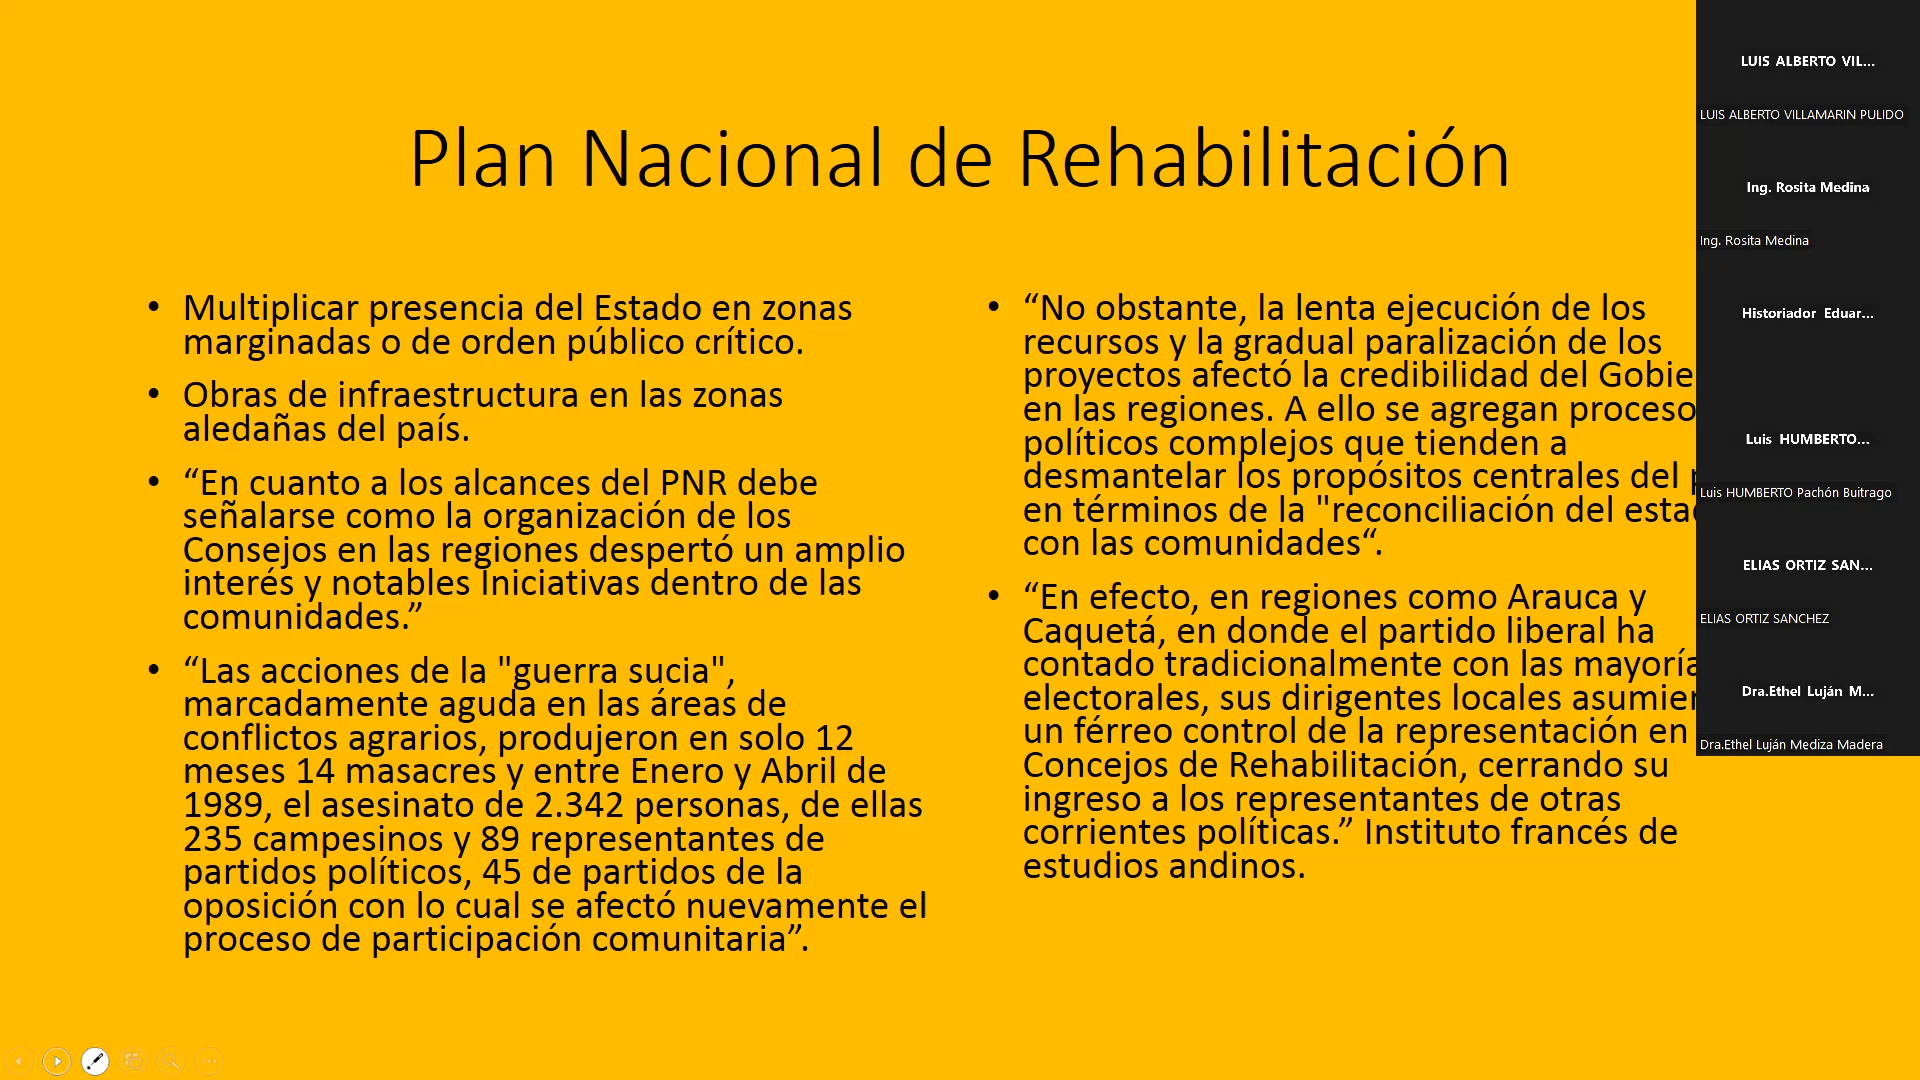 Plan Nacional de Rehabilitación
• Multiplicar presencia del Estado en zonas
marginadas o de orden público crítico.
• Obras de infraestructura en las zonas
aledañas del país.
• “En cuanto a los alcances del PNR debe
señalarse como la organización de los
Consejos en las regiones despertó un amplio
interés y notables Iniciativas dentro de las
comunidades.”
• “Las acciones de la "guerra sucia",
marcadamente aguda en las áreas de
conflictos agrarios, produjeron en solo 12
meses 14 masacres y entre Enero y Abril de
1989, el asesinato de 2.342 personas, de ellas
235 campesinos y 89 representantes de
partidos políticos, 45 de partidos de la
oposición con lo cual se afectó nuevamente el
proceso de participación comunitaria”.
• “No obstante, la lenta ejecución de los
recursos y la gradual paralización de los
proyectos afectó la credibilidad del Gobie
en las regiones. A ello se agregan proceso
políticos complejos que tienden a
desmantelar los propósitos centrales del
en términos de la "reconciliación del esta
con las comunidades“.
• “En efecto, en regiones como Arauca y
Caquetá, en donde el partido liberal ha
contado tradicionalmente con las mayoría
electorales, sus dirigentes locales asumie
un férreo control de la representación en
Concejos de Rehabilitación, cerrando su
ingreso a los representantes de otras
corrientes políticas.” Instituto francés de
estudios andinos.
LUIS ALBERTO VIL...
LUIS ALBERTO VILLAMARIN PULIDO
Ing. Rosita Medina
Ing. Rosita Medina
Historiador Eduar...
Luis HUMBERTO...
Luis HUMBERTO Pachón Buitrago
ELIAS ORTIZ SAN...
ELIAS ORTIZ SANCHEZ
Dra.Ethel Luján M...
Dra.Ethel Luján Mediza Madera